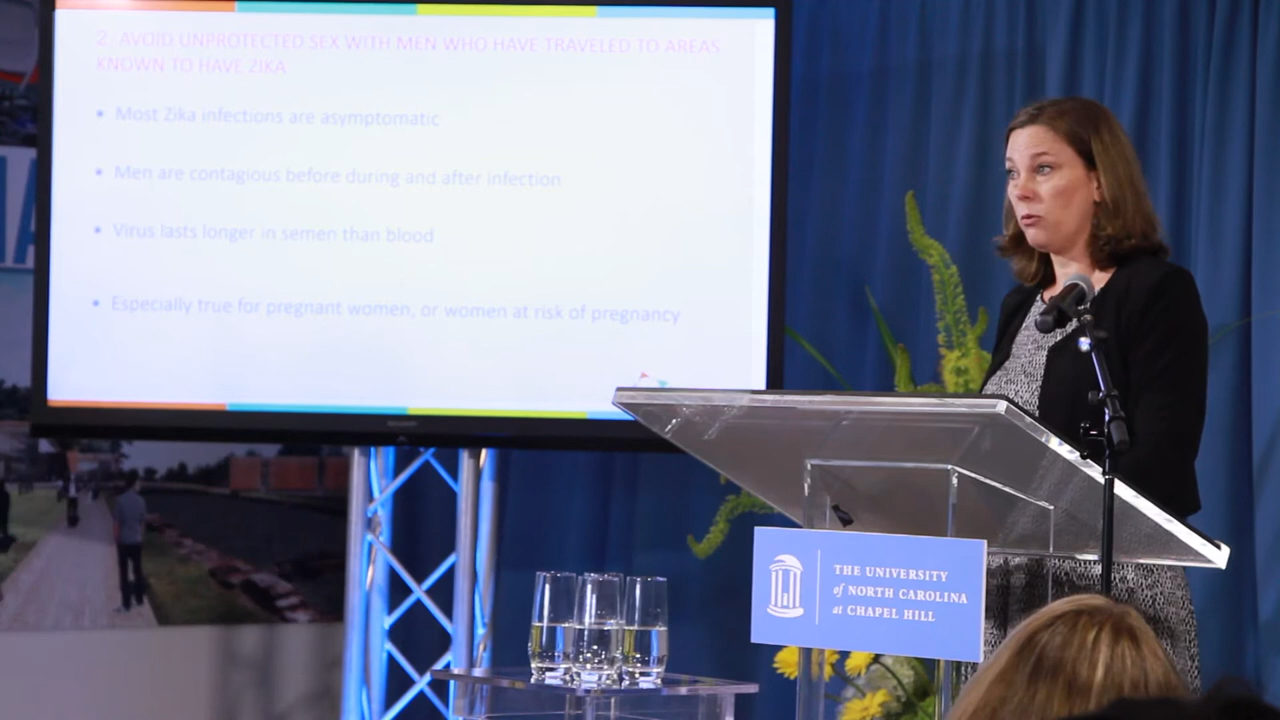 2. AVOID UNPROTECTED SEX WITH MEN WHO HAVE TRAVELED TO AREAS
KNOWN TO HAVE ZIKA
• Most Zika infections are asymptomatic
• Men are contagious before during and after infection
• Virus lasts longer in semen than blood
• Especially true for pregnant women, or women at risk of pregnancy
THE UNIVERSITY
of NORTH CAROLINA
at CHAPEL HILL